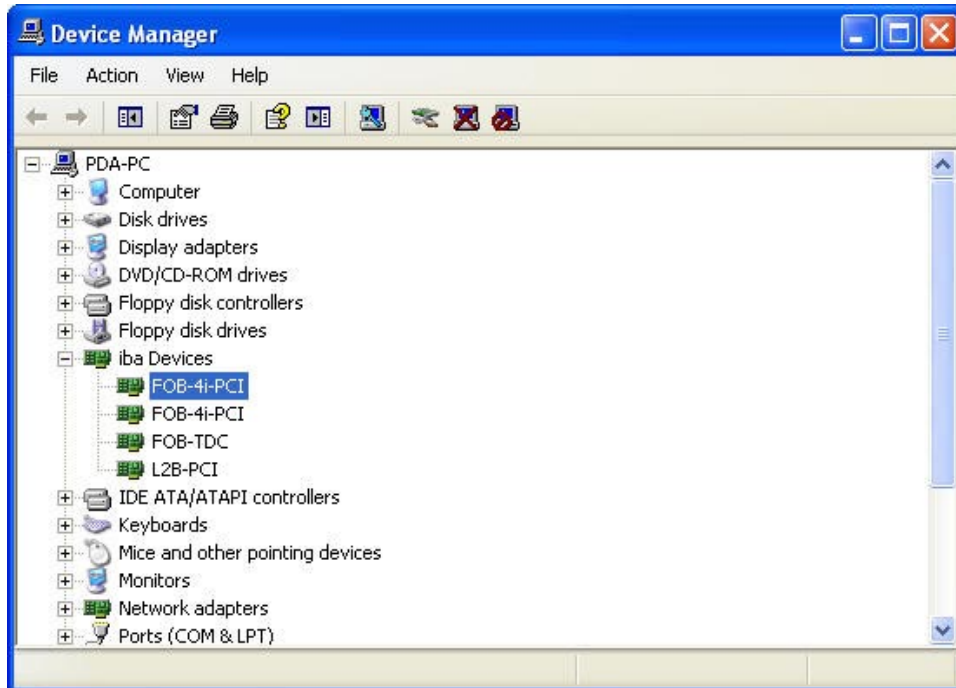 Device Manager
File Action View Help
PDA-PC
Computer
Disk drives
Display adapters
DVD/CD-ROM drives
Floppy disk controllers
Floppy disk drives
iba Devices
FOB-4i-PCI
FOB-4i-PCI
FOB-TDC
L2B-PCI
IDE ATA/ATAPI controllers
Keyboards
Mice and other pointing devices
Monitors
Network adapters
Ports (COM & LPT)